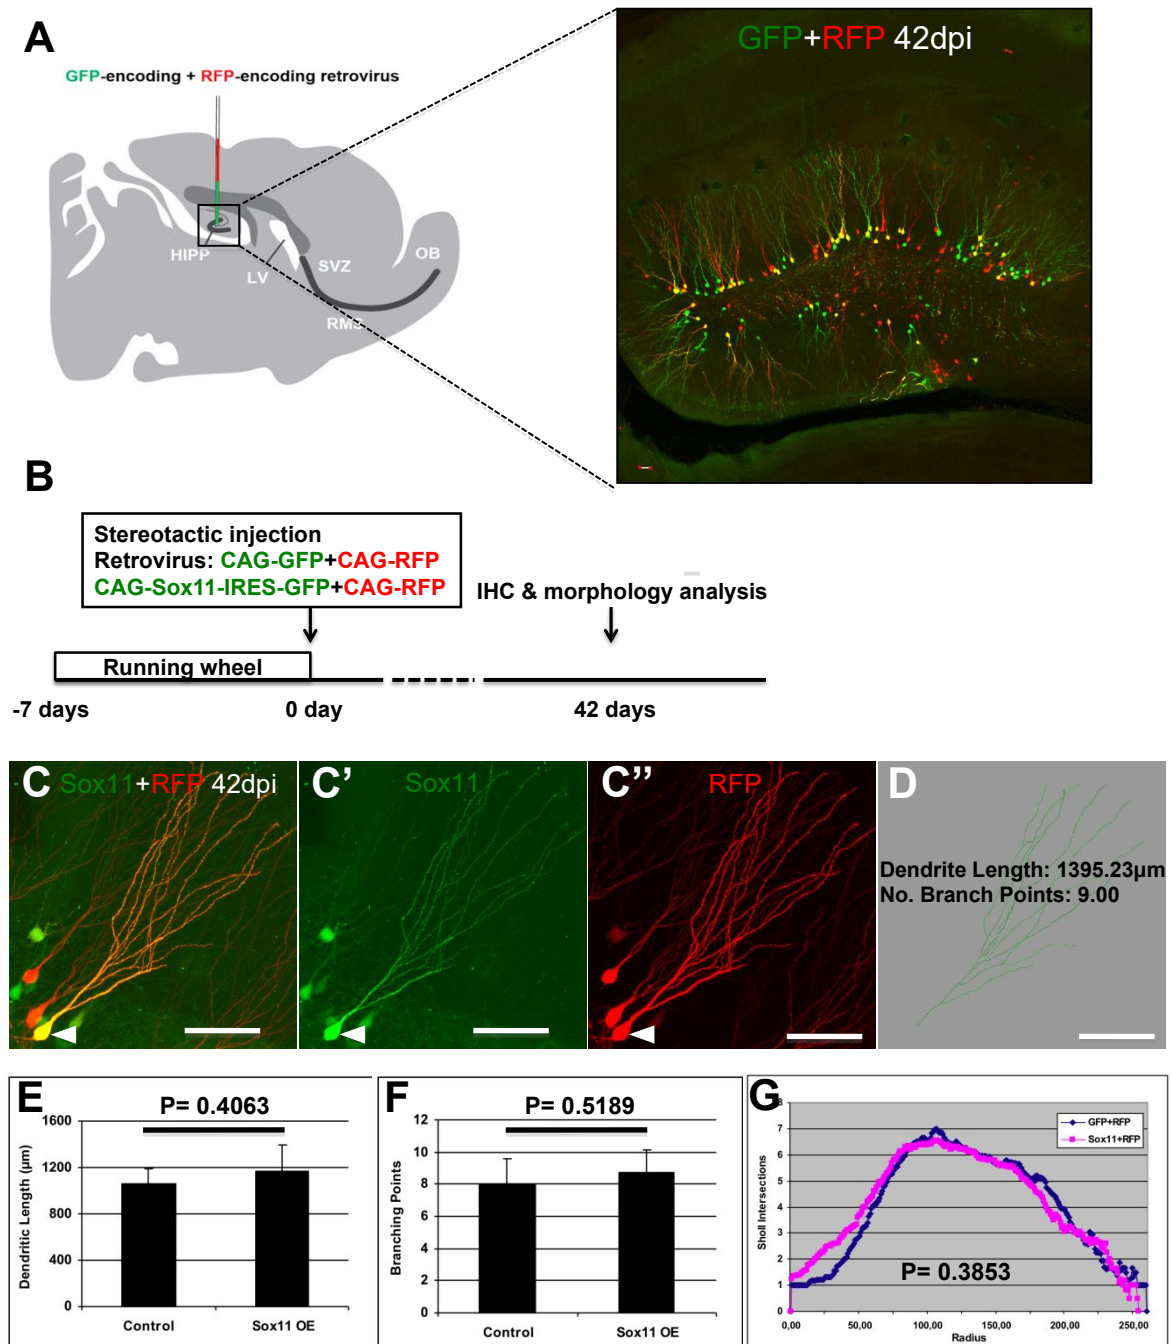 A
GFP-encoding + RFP-encoding retrovirus
HIPP
LV
SVZ
RMS
OB
GFP+RFP 42dpi
B
Stereotactic injection
Retrovirus: CAG-GFP+CAG-RFP
CAG-Sox11-IRES-GFP+CAG-RFP
IHC & morphology analysis
Running wheel
-7 days
0 day
42 days
C
Sox11+RFP 42dpi
C'
Sox11
C''
RFP
D
Dendrite Length: 1395.23µm
No. Branch Points: 9.00
E
P= 0.4063
Dendritic Length (µm)
1600
1200
800
400
0
Control
Sox11 OE
F
P= 0.5189
Branching Points
12
10
8
6
4
2
0
Control
Sox11 OE
G
Sholl Intersections
8
7
6
5
4
3
2
1
0
GFP+RFP
Sox11+RFP
P= 0.3853
0,00
50,00
100,00
150,00
200,00
250,00
Radius